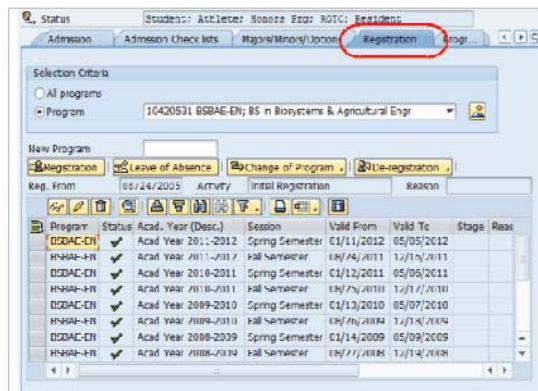 Status Student: Athlete; Honors Prgr ROTC; Resident
Admission Admission Check lists Majors/Minors/Options Registration Progr...
Selection Criteria
All programs
Program 10420531 BSBAE-EN; BS in Biosystems & Agricultural Engr
New Program
Registration Leave of Absence Change of Program De-registration
Reg. From 08/24/2005 Activity Initial Registration Reason
Program Status Acad. Year (Desc.) Session Valid From Valid To Stage Reas
BSBAE-EN Acad Year 2011-2012 Spring Semester 01/11/2012 05/05/2012
BSBAE-EN Acad Year 2011-2012 Fall Semester 08/24/2011 12/16/2011
BSBAE-EN Acad Year 2010-2011 Spring Semester 01/12/2011 05/06/2011
BSBAE-EN Acad Year 2010-2011 Fall Semester 08/25/2010 12/17/2010
BSBAE-EN Acad Year 2009-2010 Spring Semester 01/13/2010 05/07/2010
BSBAE-EN Acad Year 2009-2010 Fall Semester 08/26/2009 12/18/2009
BSBAE-EN Acad Year 2008-2009 Spring Semester 01/14/2009 05/09/2009
BSBAE-EN Acad Year 2008-2009 Fall Semester 08/27/2008 12/19/2008